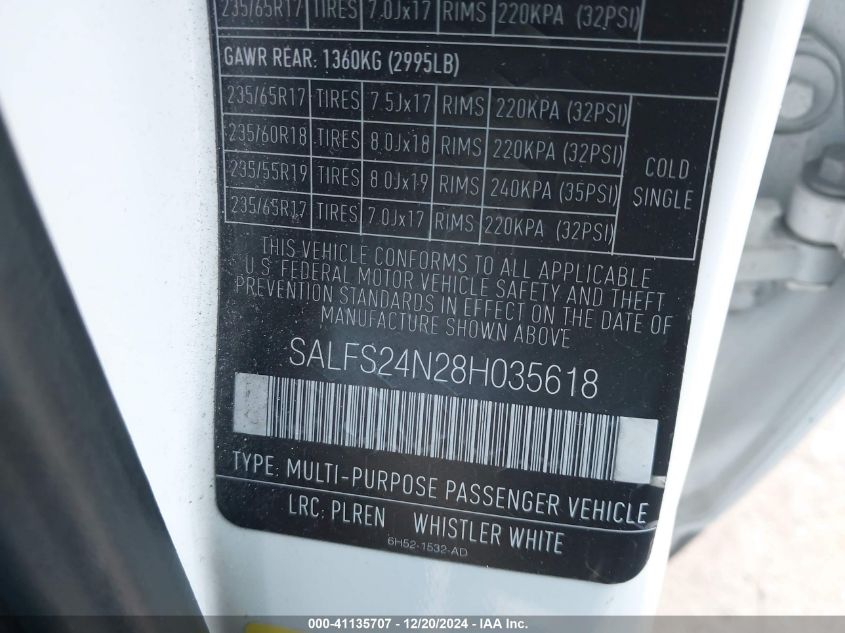 235/65R17 TIRES 7.0Jx17 RIMS 220KPA (32PSI)
GAWR REAR: 1360KG (2995LB)
235/65R17 TIRES 7.5Jx17 RIMS 220KPA (32PSI)
235/60R18 TIRES 8.0Jx18 RIMS 220KPA (32PSI)
235/55R19 TIRES 8.0Jx19 RIMS 240KPA (35PSI)
235/65R17 TIRES 7.0Jx17 RIMS 220KPA (32PSI)
COLD
SINGLE
THIS VEHICLE CONFORMS TO ALL APPLICABLE
U.S. FEDERAL MOTOR VEHICLE SAFETY AND THEFT
PREVENTION STANDARDS IN EFFECT ON THE DATE OF
MANUFACTURE SHOWN ABOVE
SALFS24N28H035618
TYPE: MULTI-PURPOSE PASSENGER VEHICLE
LRC: PLREN WHISTLER WHITE
6H52-1532-AD
000-41135707 - 12/20/2024 - IAA Inc.